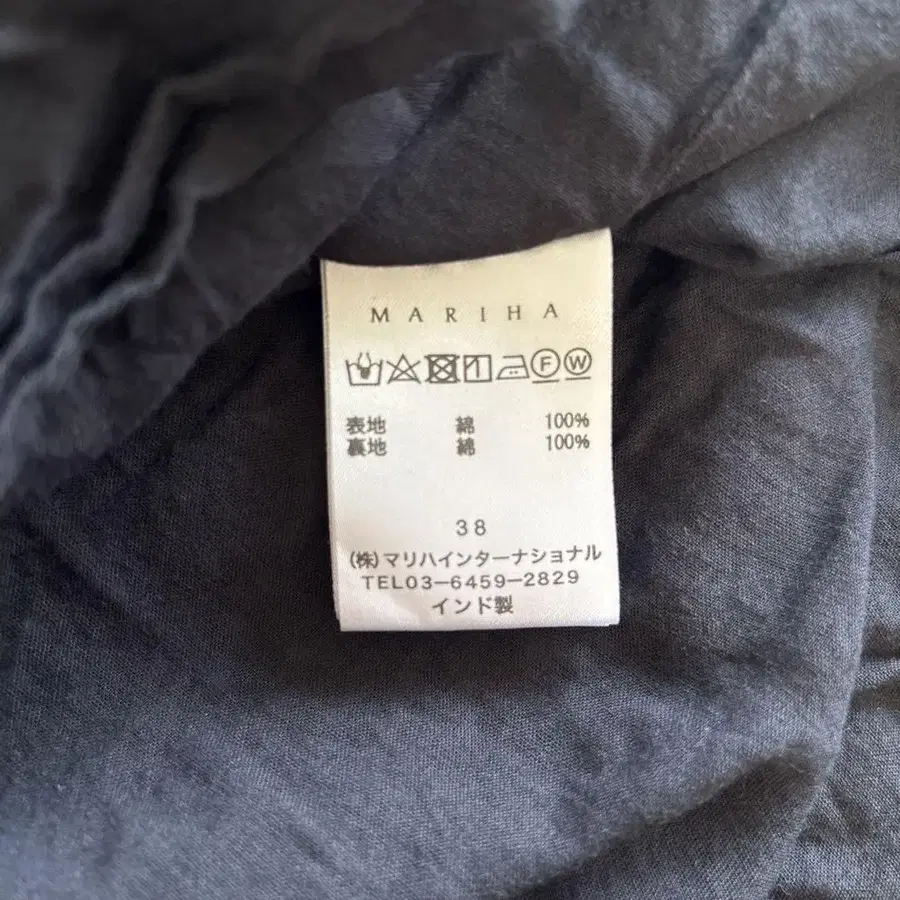 MARIHA
F W
表地 綿 100%
裏地 綿 100%
38
(株)マリハインターナショナル
TEL03-6459-2829
インド製